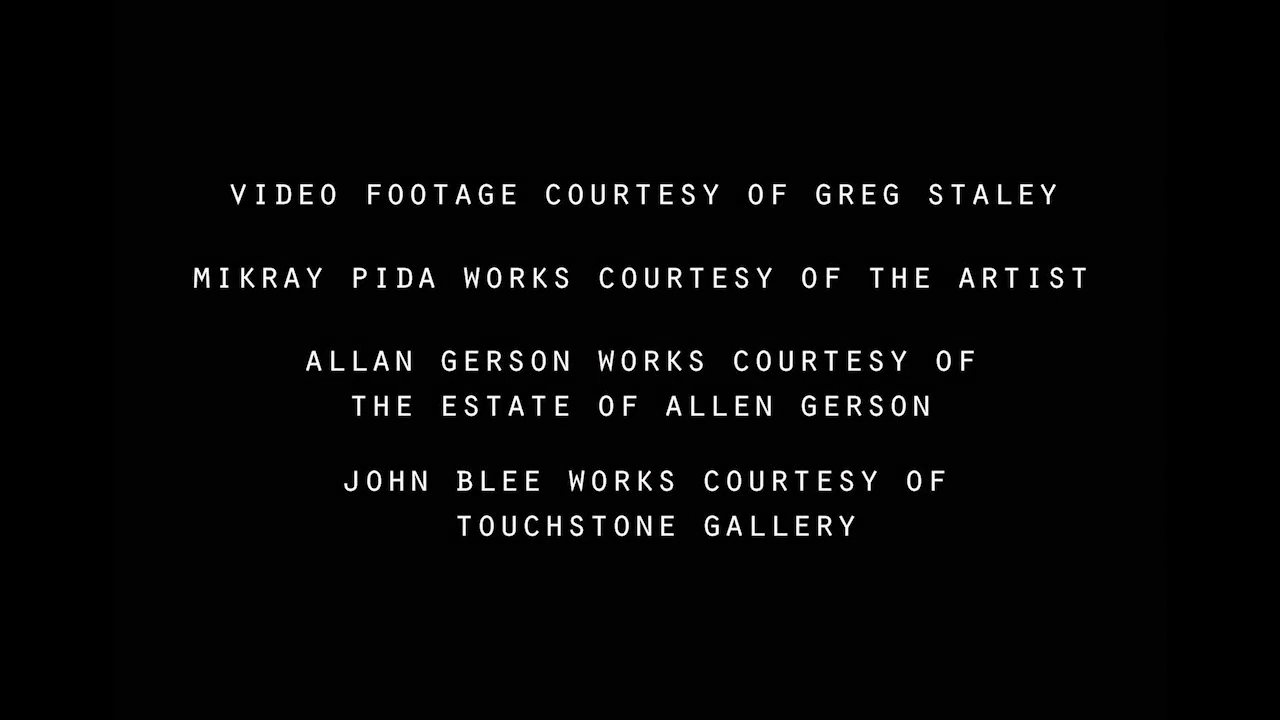 VIDEO FOOTAGE COURTESY OF GREG STALEY
MIKRAY PIDA WORKS COURTESY OF THE ARTIST
ALLAN GERSON WORKS COURTESY OF
THE ESTATE OF ALLEN GERSON
JOHN BLEE WORKS COURTESY OF
TOUCHSTONE GALLERY